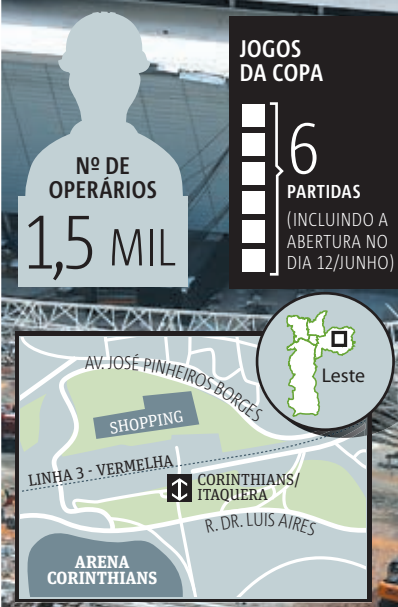 Nº DE
OPERÁRIOS
1,5 MIL
JOGOS
DA COPA
6
PARTIDAS
(INCLUINDO A
ABERTURA NO
DIA 12/JUNHO)
Leste
AV. JOSÉ PINHEIROS BORGES
SHOPPING
LINHA 3 - VERMELHA
CORINTHIANS/
ITAQUERA
R. DR. LUIS AIRES
ARENA
CORINTHIANS